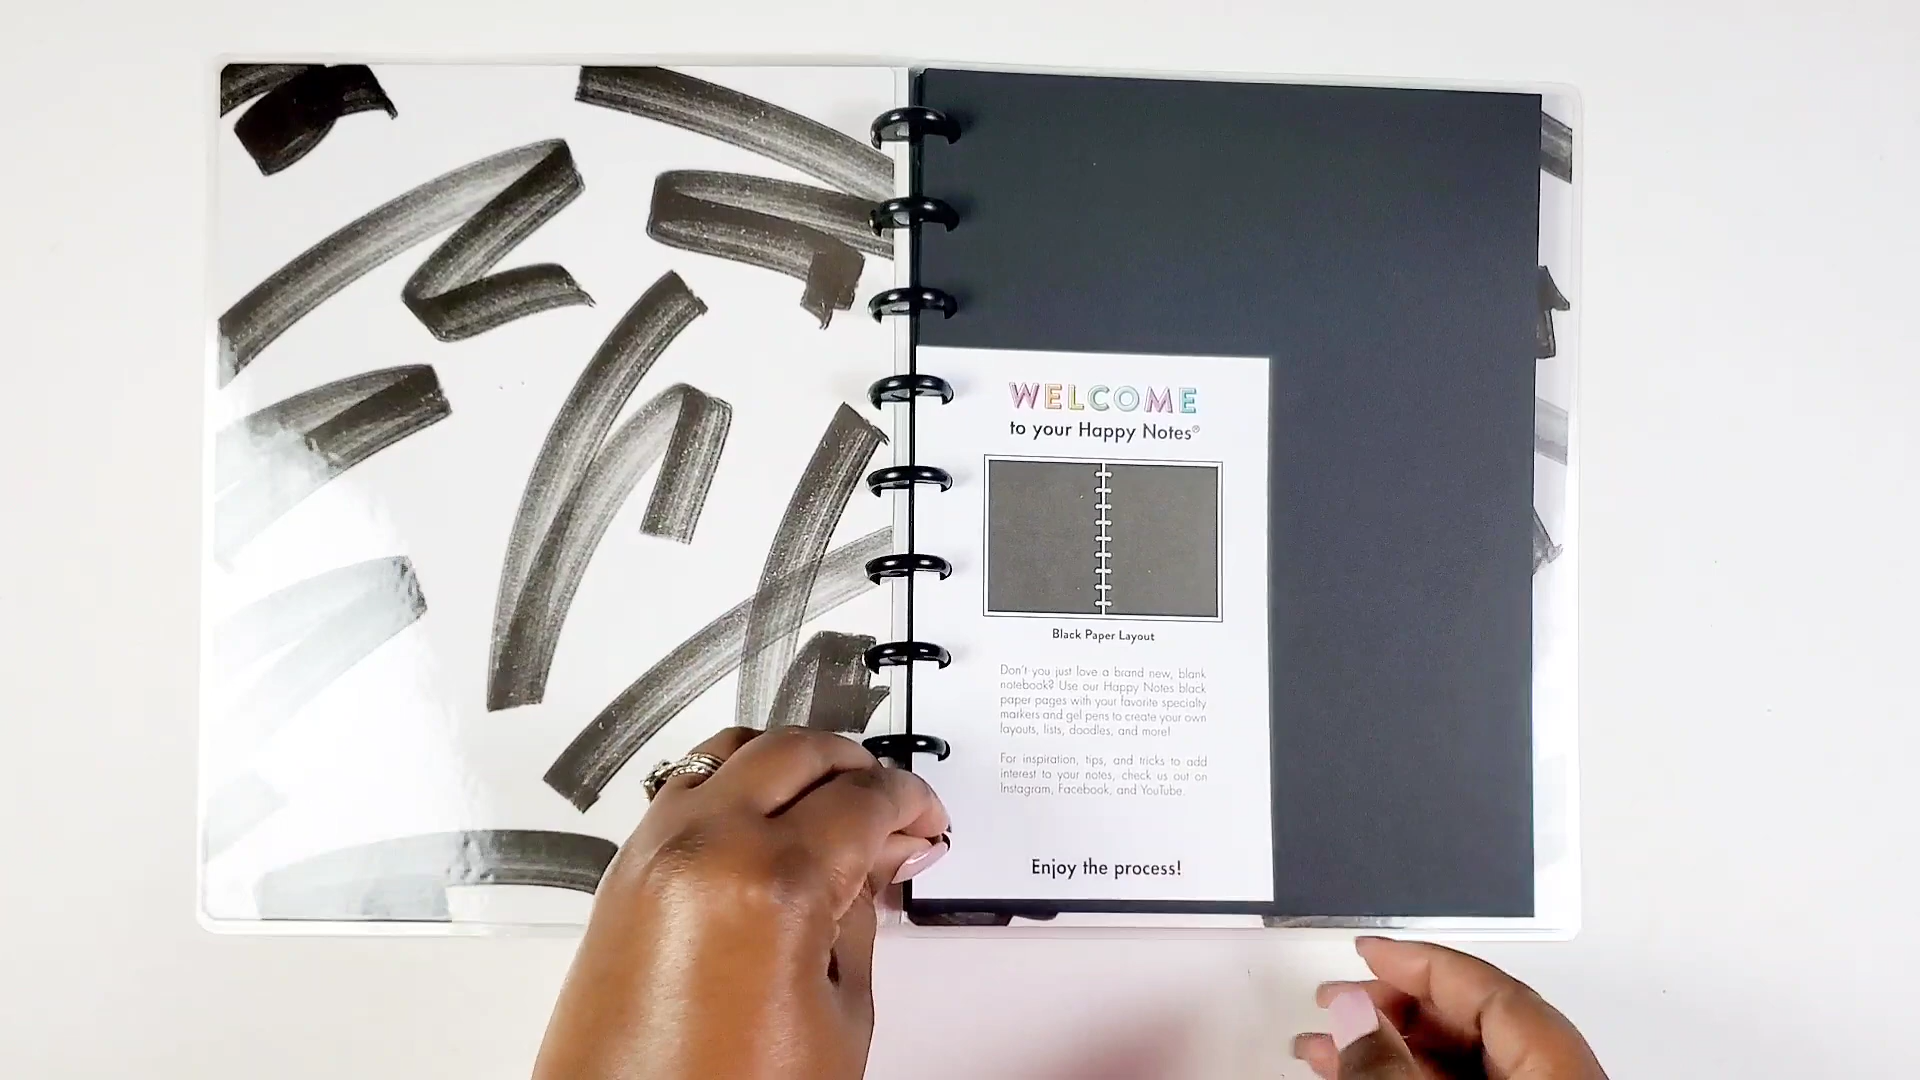 WELCOME
to your Happy Notes®
Black Paper Layout
Don't you just love a brand new, blank
notebook? Use our Happy Notes black
paper pages with your favorite specialty
markers and gel pens to create your own
layouts, lists, doodles, and more!
For inspiration, tips, and tricks to add
interest to your notes, check us out on
Instagram, Facebook, and YouTube.
Enjoy the process!